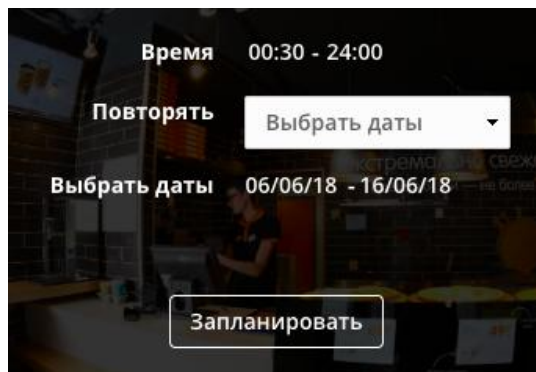 Время 00:30 - 24:00
Повторять Выбрать даты
Выбрать даты 06/06/18 - 16/06/18
Запланировать